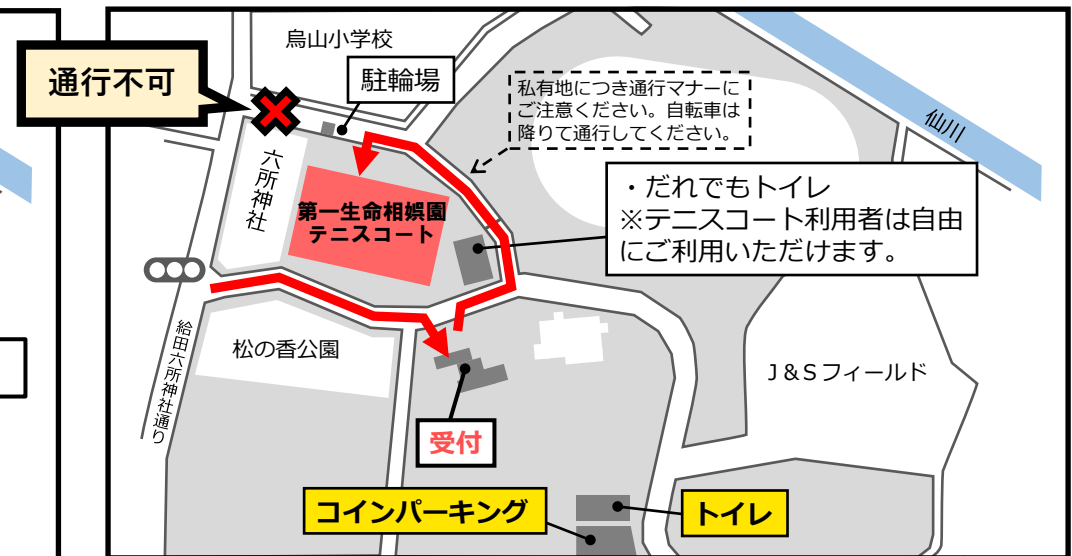 烏山小学校
通行不可
駐輪場
私有地につき通行マナーに
ご注意ください。自転車は
降りて通行してください。
仙川
六所神社
・だれでもトイレ
※テニスコート利用者は自由
にご利用いただけます。
第一生命相娯園
テニスコート
給田六所神社通り
松の香公園
J&Sフィールド
受付
コインパーキング
トイレ